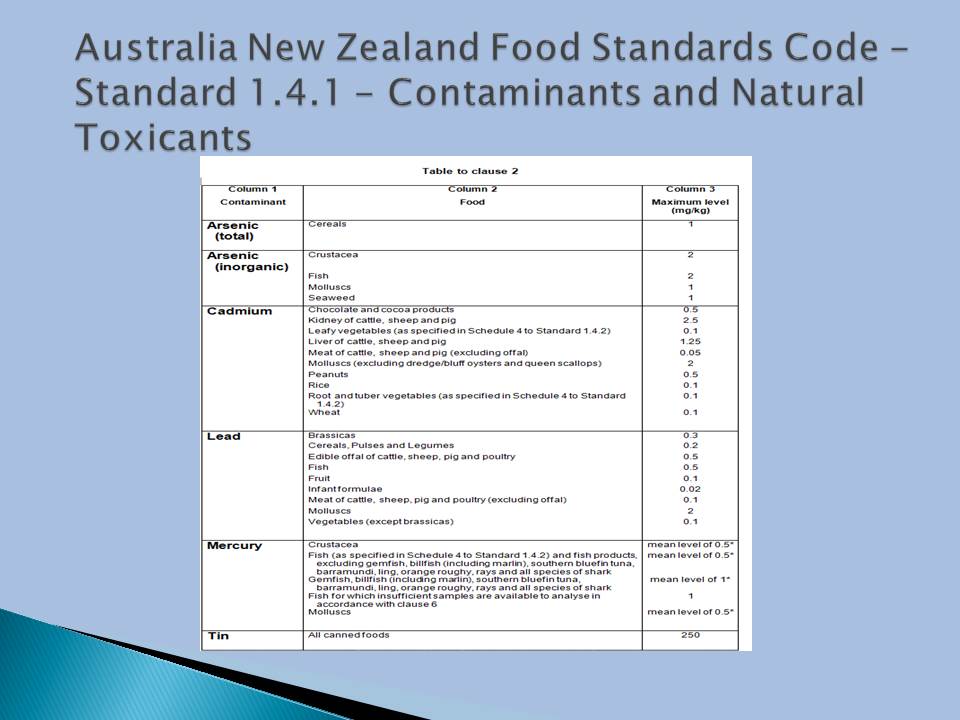 Australia New Zealand Food Standards Code –
Standard 1.4.1 – Contaminants and Natural
Toxicants
Table to clause 2
Column 1 Column 2 Column 3
Contaminant Food Maximum level
(mg/kg)
Arsenic Cereals 1
(total)
Arsenic Crustacea 2
(inorganic)
Fish 2
Molluscs 1
Seaweed 1
Cadmium Chocolate and cocoa products 0.5
Kidney of cattle, sheep and pig 2.5
Leafy vegetables (as specified in Schedule 4 to Standard 1.4.2) 0.1
Liver of cattle, sheep and pig 1.25
Meat of cattle, sheep and pig (excluding offal) 0.05
Molluscs (excluding dredge/bluff oysters and queen scallops) 2
Peanuts 0.5
Rice 0.1
Root and tuber vegetables (as specified in Schedule 4 to Standard 0.1
1.4.2)
Wheat 0.1
Lead Brassicas 0.3
Cereals, Pulses and Legumes 0.2
Edible offal of cattle, sheep, pig and poultry 0.5
Fish 0.5
Fruit 0.1
Infant formulae 0.02
Meat of cattle, sheep, pig and poultry (excluding offal) 0.1
Molluscs 2
Vegetables (except brassicas) 0.1
Mercury Crustacea mean level of 0.5*
Fish (as specified in Schedule 4 to Standard 1.4.2) and fish products, mean level of 0.5*
excluding gemfish, billfish (including marlin), southern bluefin tuna,
barramundi, ling, orange roughy, rays and all species of shark
Gemfish, billfish (including marlin), southern bluefin tuna, mean level of 1*
barramundi, ling, orange roughy, rays and all species of shark
Fish for which insufficient samples are available to analyse in 1
accordance with clause 6
Molluscs mean level of 0.5*
Tin All canned foods 250